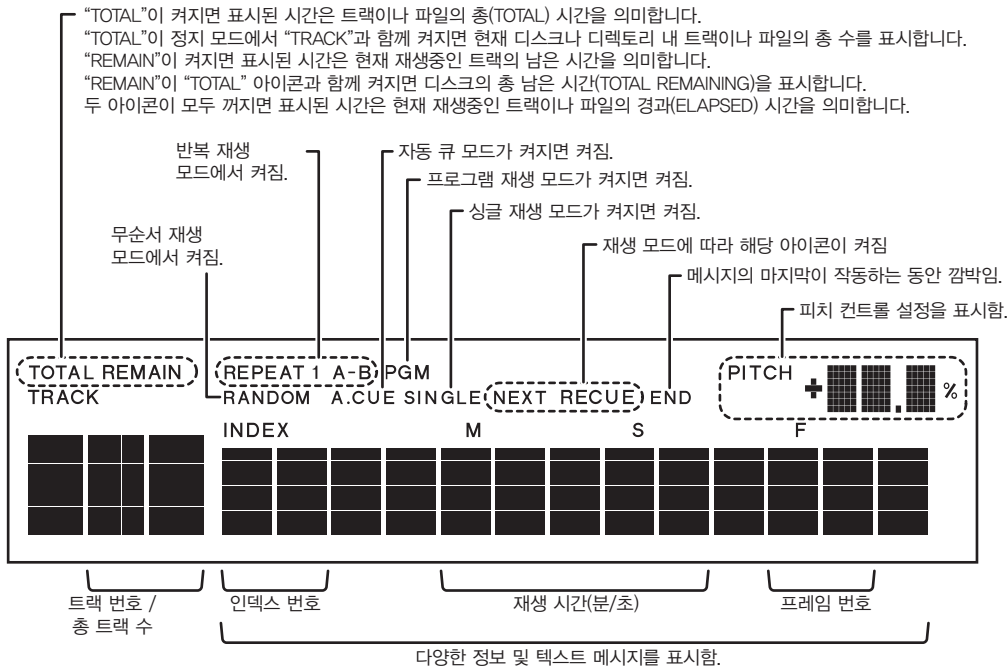 “TOTAL”이 켜지면 표시된 시간은 트랙이나 파일의 총(TOTAL) 시간을 의미합니다.
“TOTAL”이 정지 모드에서 “TRACK”과 함께 켜지면 현재 디스크나 디렉토리 내 트랙이나 파일의 총 수를 표시합니다.
“REMAIN”이 켜지면 표시된 시간은 현재 재생중인 트랙의 남은 시간을 의미합니다.
“REMAIN”이 “TOTAL” 아이콘과 함께 켜지면 디스크의 총 남은 시간(TOTAL REMAINING)을 표시합니다.
두 아이콘이 모두 꺼지면 표시된 시간은 현재 재생중인 트랙이나 파일의 경과(ELAPSED) 시간을 의미합니다.
반복 재생
모드에서 켜짐.
자동 큐 모드가 켜지면 켜짐.
프로그램 재생 모드가 켜지면 켜짐.
싱글 재생 모드가 켜지면 켜짐.
무순서 재생
모드에서 켜짐.
재생 모드에 따라 해당 아이콘이 켜짐
메시지의 마지막이 작동하는 동안 깜박임.
피치 컨트롤 설정을 표시함.
TOTAL REMAIN REPEAT 1 A-B PGM PITCH + %
TRACK RANDOM A.CUE SINGLE NEXT RECUE END
INDEX M S F
트랙 번호 /
총 트랙 수
인덱스 번호
재생 시간(분/초)
프레임 번호
다양한 정보 및 텍스트 메시지를 표시함.